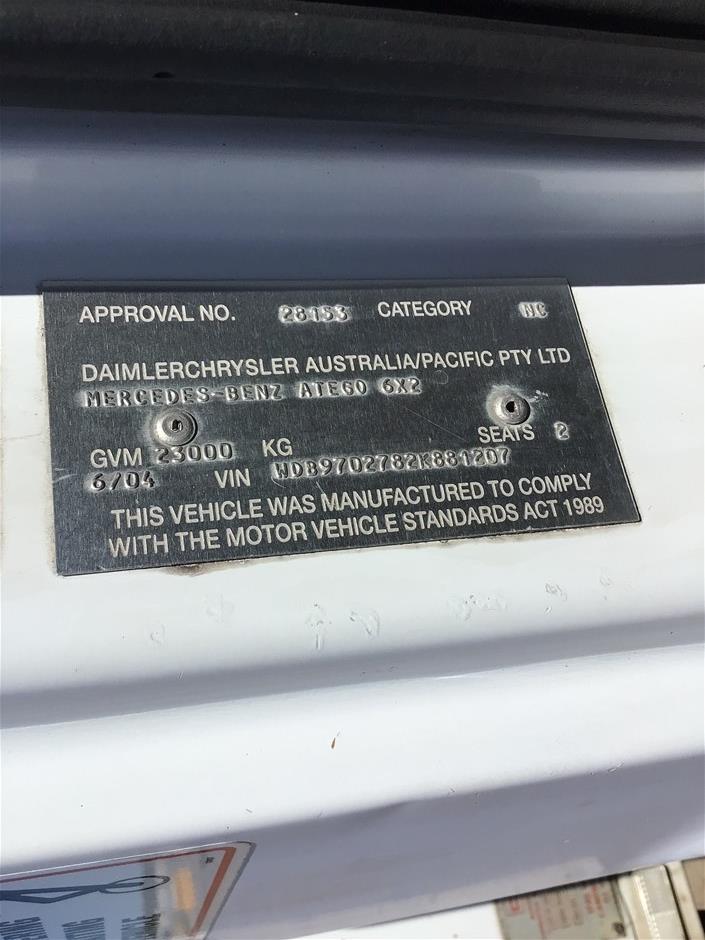 APPROVAL NO. 28153 CATEGORY NC
DAIMLERCHRYSLER AUSTRALIA/PACIFIC PTY LTD
MERCEDES-BENZ ATEGO 6X2
GVM 23000 KG SEATS 2
6/04 VIN WDB9702782K881207
THIS VEHICLE WAS MANUFACTURED TO COMPLY
WITH THE MOTOR VEHICLE STANDARDS ACT 1989